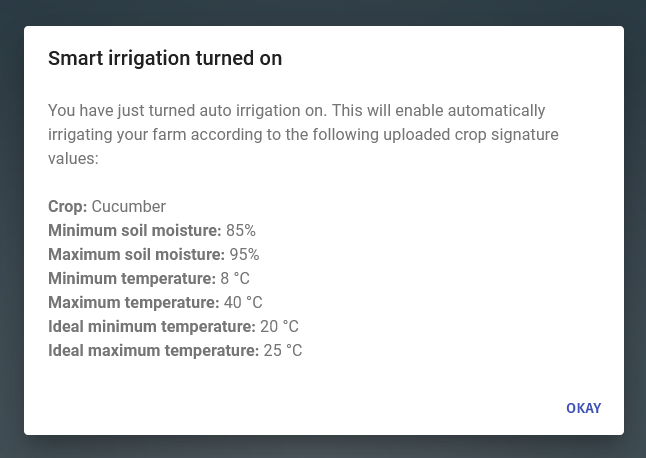 Smart irrigation turned on
You have just turned auto irrigation on. This will enable automatically
irrigating your farm according to the following uploaded crop signature
values:
Crop: Cucumber
Minimum soil moisture: 85%
Maximum soil moisture: 95%
Minimum temperature: 8 °C
Maximum temperature: 40 °C
Ideal minimum temperature: 20 °C
Ideal maximum temperature: 25 °C
OKAY